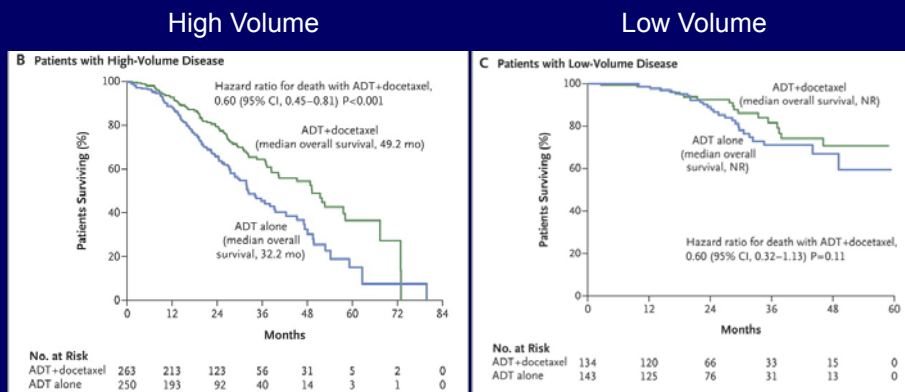 High Volume
Low Volume
B Patients with High-Volume Disease
Hazard ratio for death with ADT+docetaxel,
0.60 (95% CI, 0.45–0.81) P<0.001
ADT+docetaxel
(median overall survival, 49.2 mo)
ADT alone
(median overall
survival, 32.2 mo)
Patients Surviving (%)
100
80
60
40
20
0
0 12 24 36 48 60 72 84
Months
No. at Risk
ADT+docetaxel 263 213 123 56 31 5 2 0
ADT alone 250 193 92 40 14 3 1 0
C Patients with Low-Volume Disease
ADT+docetaxel
(median overall survival, NR)
ADT alone
(median overall
survival, NR)
Hazard ratio for death with ADT+docetaxel,
0.60 (95% CI, 0.32–1.13) P=0.11
Patients Surviving (%)
100
80
60
40
20
0
0 12 24 36 48 60
Months
No. at Risk
ADT+docetaxel 134 120 66 33 15 0
ADT alone 143 125 76 31 13 0